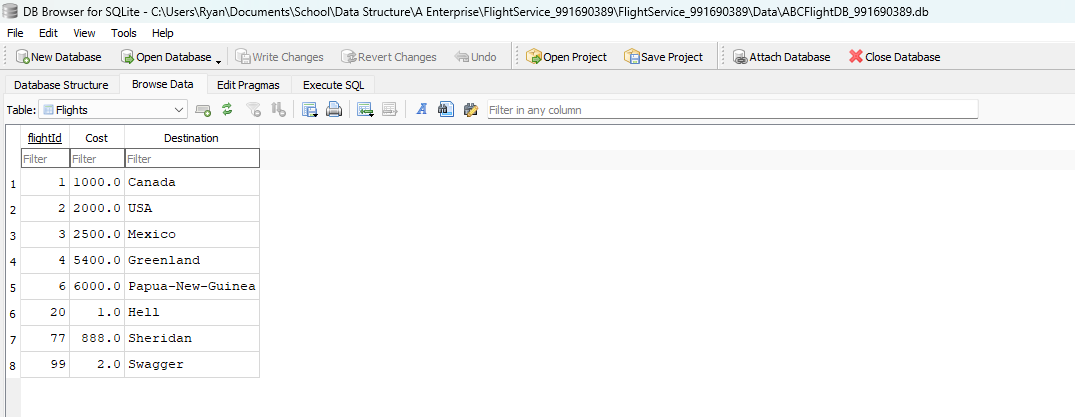 DB Browser for SQLite - C:\Users\Ryan\Documents\School\Data Structure\A Enterprise\FlightService_991690389\FlightService_991690389\Data\ABCFlightDB_991690389.db
File Edit View Tools Help
New Database Open Database Write Changes Revert Changes Undo Open Project Save Project Attach Database Close Database
Database Structure Browse Data Edit Pragmas Execute SQL
Table: Flights Filter in any column
flightId Cost Destination
Filter Filter Filter
1 1 1000.0 Canada
2 2 2000.0 USA
3 3 2500.0 Mexico
4 4 5400.0 Greenland
5 6 6000.0 Papua-New-Guinea
6 20 1.0 Hell
7 77 888.0 Sheridan
8 99 2.0 Swagger